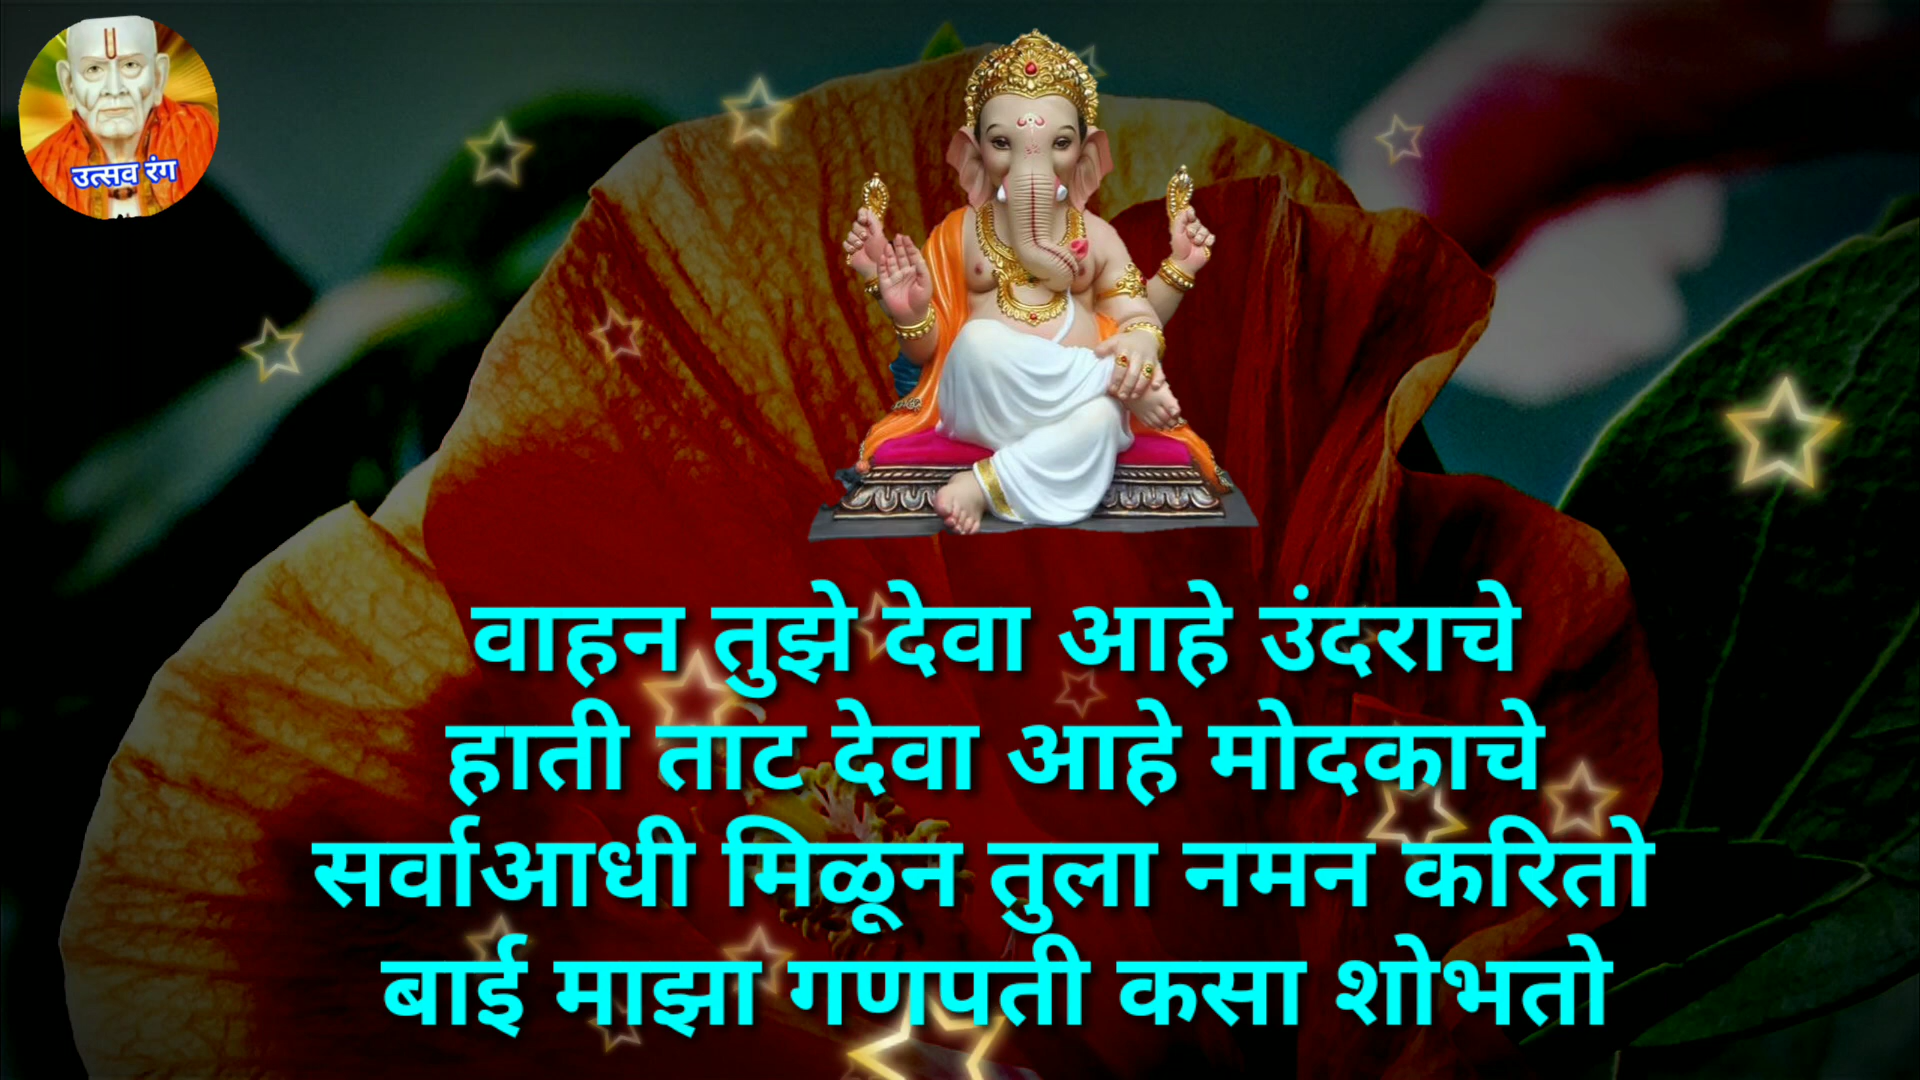 उत्सव रंग
वाहन तुझे देवा आहे उंदराचे
हाती ताट देवा आहे मोदकाचे
सर्वाआधी मिळून तुला नमन करितो
बाई माझा गणपती कसा शोभतो